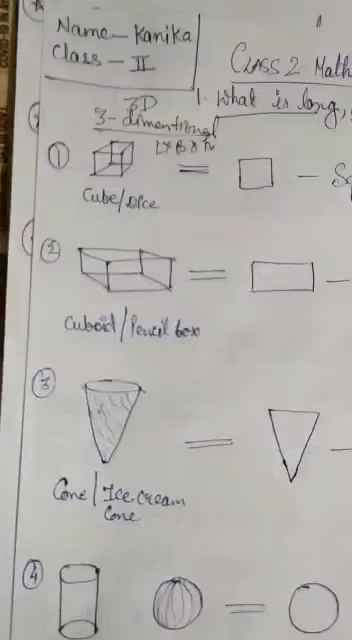 Name - Kanika
Class - II
CLASS 2 Math
1. What is long,
3D
3-dimentional
L x B x h
① = - S
Cube/Dice
② = -
Cuboid/Pencil box
③ = -
Cone/Ice cream
Cone
④ =